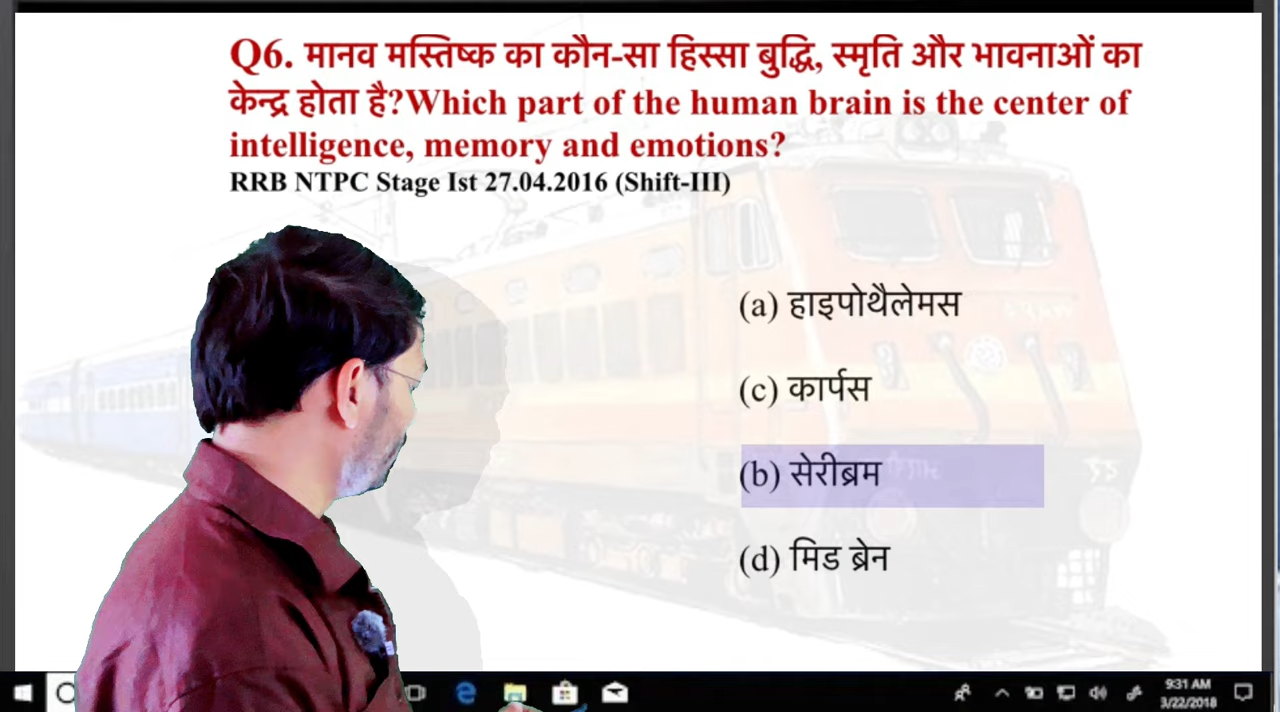 Q6. मानव मस्तिष्क का कौन-सा हिस्सा बुद्धि, स्मृति और भावनाओं का
केन्द्र होता है?Which part of the human brain is the center of
intelligence, memory and emotions?
RRB NTPC Stage Ist 27.04.2016 (Shift-III)
(a) हाइपोथैलेमस
(c) कार्पस
(b) सेरीब्रम
(d) मिड ब्रेन
9:31 AM
3/22/2018